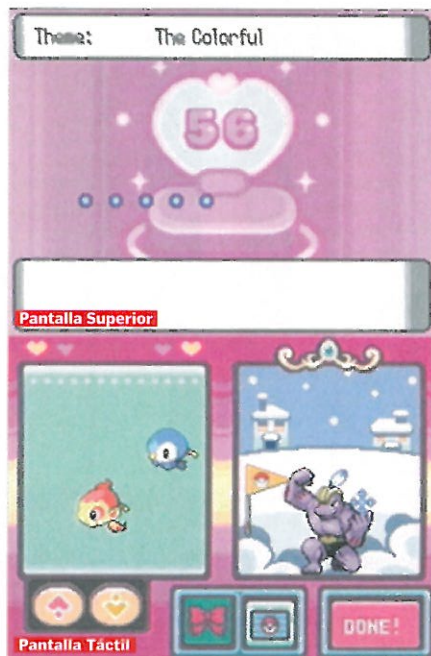 Theme: The Colorful
56
Pantalla Superior
Pantalla Táctil
DONE!